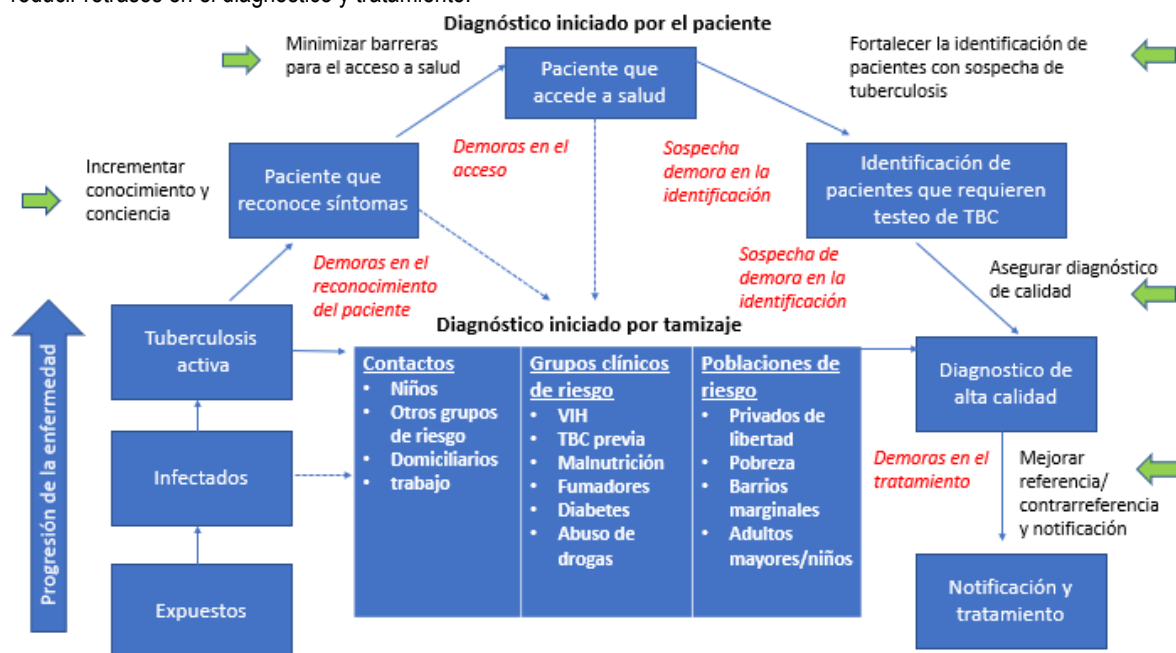 reducir retrasos en el diagnóstico y tratamiento.
Diagnóstico iniciado por el paciente
Minimizar barreras
para el acceso a salud
Paciente que
accede a salud
Fortalecer la identificación de
pacientes con sospecha de
tuberculosis
Incrementar
conocimiento y
conciencia
Paciente que
reconoce síntomas
Demoras en el
acceso
Sospecha
demora en la
identificación
Identificación de
pacientes que requieren
testeo de TBC
Demoras en el
reconocimiento
del paciente
Sospecha de
demora en la
identificación
Asegurar diagnóstico
de calidad
Progresión de la enfermedad
Tuberculosis
activa
Infectados
Expuestos
Diagnóstico iniciado por tamizaje
Contactos
• Niños
• Otros grupos
de riesgo
• Domiciliarios
• trabajo
Grupos clínicos
de riesgo
• VIH
• TBC previa
• Malnutrición
• Fumadores
• Diabetes
• Abuso de
drogas
Poblaciones de
riesgo
• Privados de
libertad
• Pobreza
• Barrios
marginales
• Adultos
mayores/niños
Diagnostico de
alta calidad
Demoras en el
tratamiento
Mejorar
referencia/
contrarreferencia
y notificación
Notificación y
tratamiento